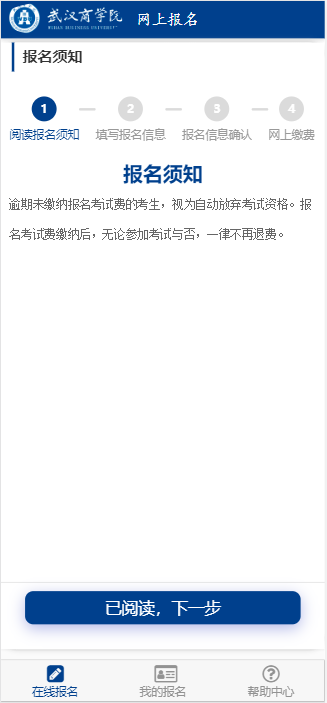 武汉商学院 网上报名
WUHAN BUSINESS UNIVERSITY
报名须知
1 2 3 4
阅读报名须知 填写报名信息 报名信息确认 网上缴费
报名须知
逾期未缴纳报名考试费的考生，视为自动放弃考试资格。报
名考试费缴纳后，无论参加考试与否，一律不再退费。
已阅读，下一步
在线报名 我的报名 帮助中心